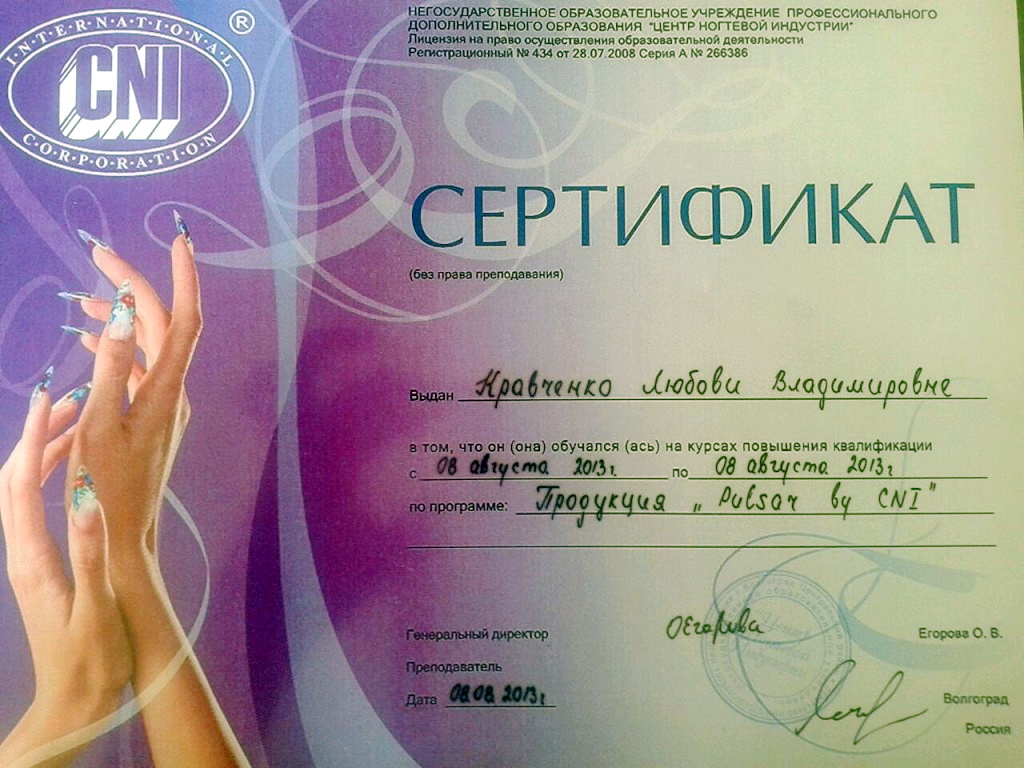 INTERNATIONAL
®
CNI
CORPORATION
НЕГОСУДАРСТВЕННОЕ ОБРАЗОВАТЕЛЬНОЕ УЧРЕЖДЕНИЕ ПРОФЕССИОНАЛЬНОГО
ДОПОЛНИТЕЛЬНОГО ОБРАЗОВАНИЯ "ЦЕНТР НОГТЕВОЙ ИНДУСТРИИ"
Лицензия на право осуществления образовательной деятельности
Регистрационный № 434 от 28.07.2008 Серия А № 266386
СЕРТИФИКАТ
(без права преподавания)
Выдан Кравченко Любови Владимировне
в том, что он (она) обучался (ась) на курсах повышения квалификации
с 08 августа 2013г. по 08 августа 2013г
по программе: Продукция „Pulsar by CNI"
Генеральный директор ОЕгорова Егорова О. В.
Преподаватель
Дата 08.08.2013г
Волгоград
Россия